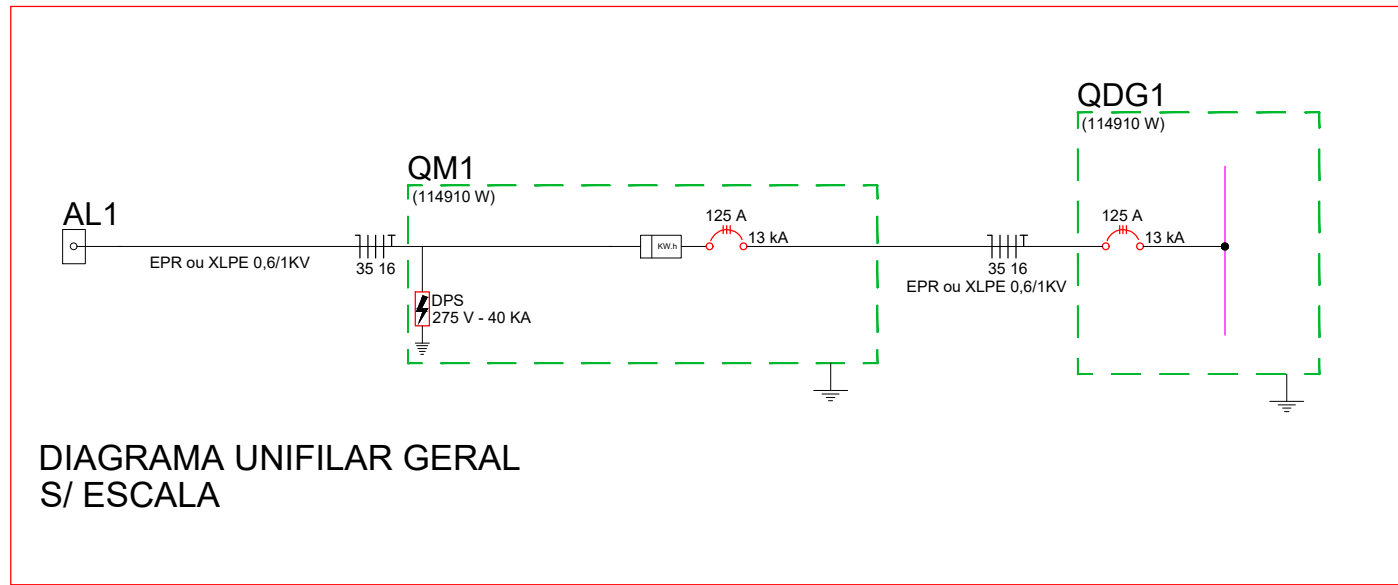 AL1
EPR ou XLPE 0,6/1KV
35 16
QM1
(114910 W)
DPS
275 V - 40 KA
KW.h
125 A
13 kA
35 16
EPR ou XLPE 0,6/1KV
QDG1
(114910 W)
125 A
13 kA
DIAGRAMA UNIFILAR GERAL
S/ ESCALA